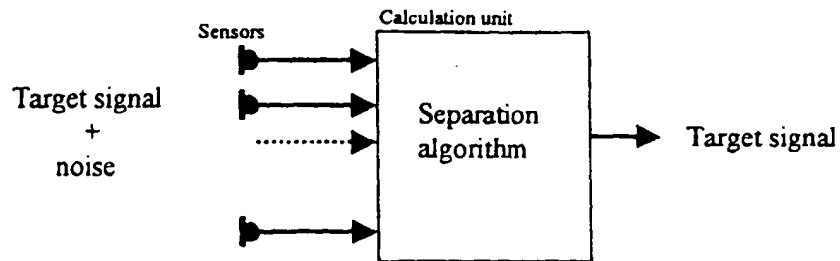 Calculation unit
Sensors
Target signal
+
noise
Separation
algorithm
Target signal